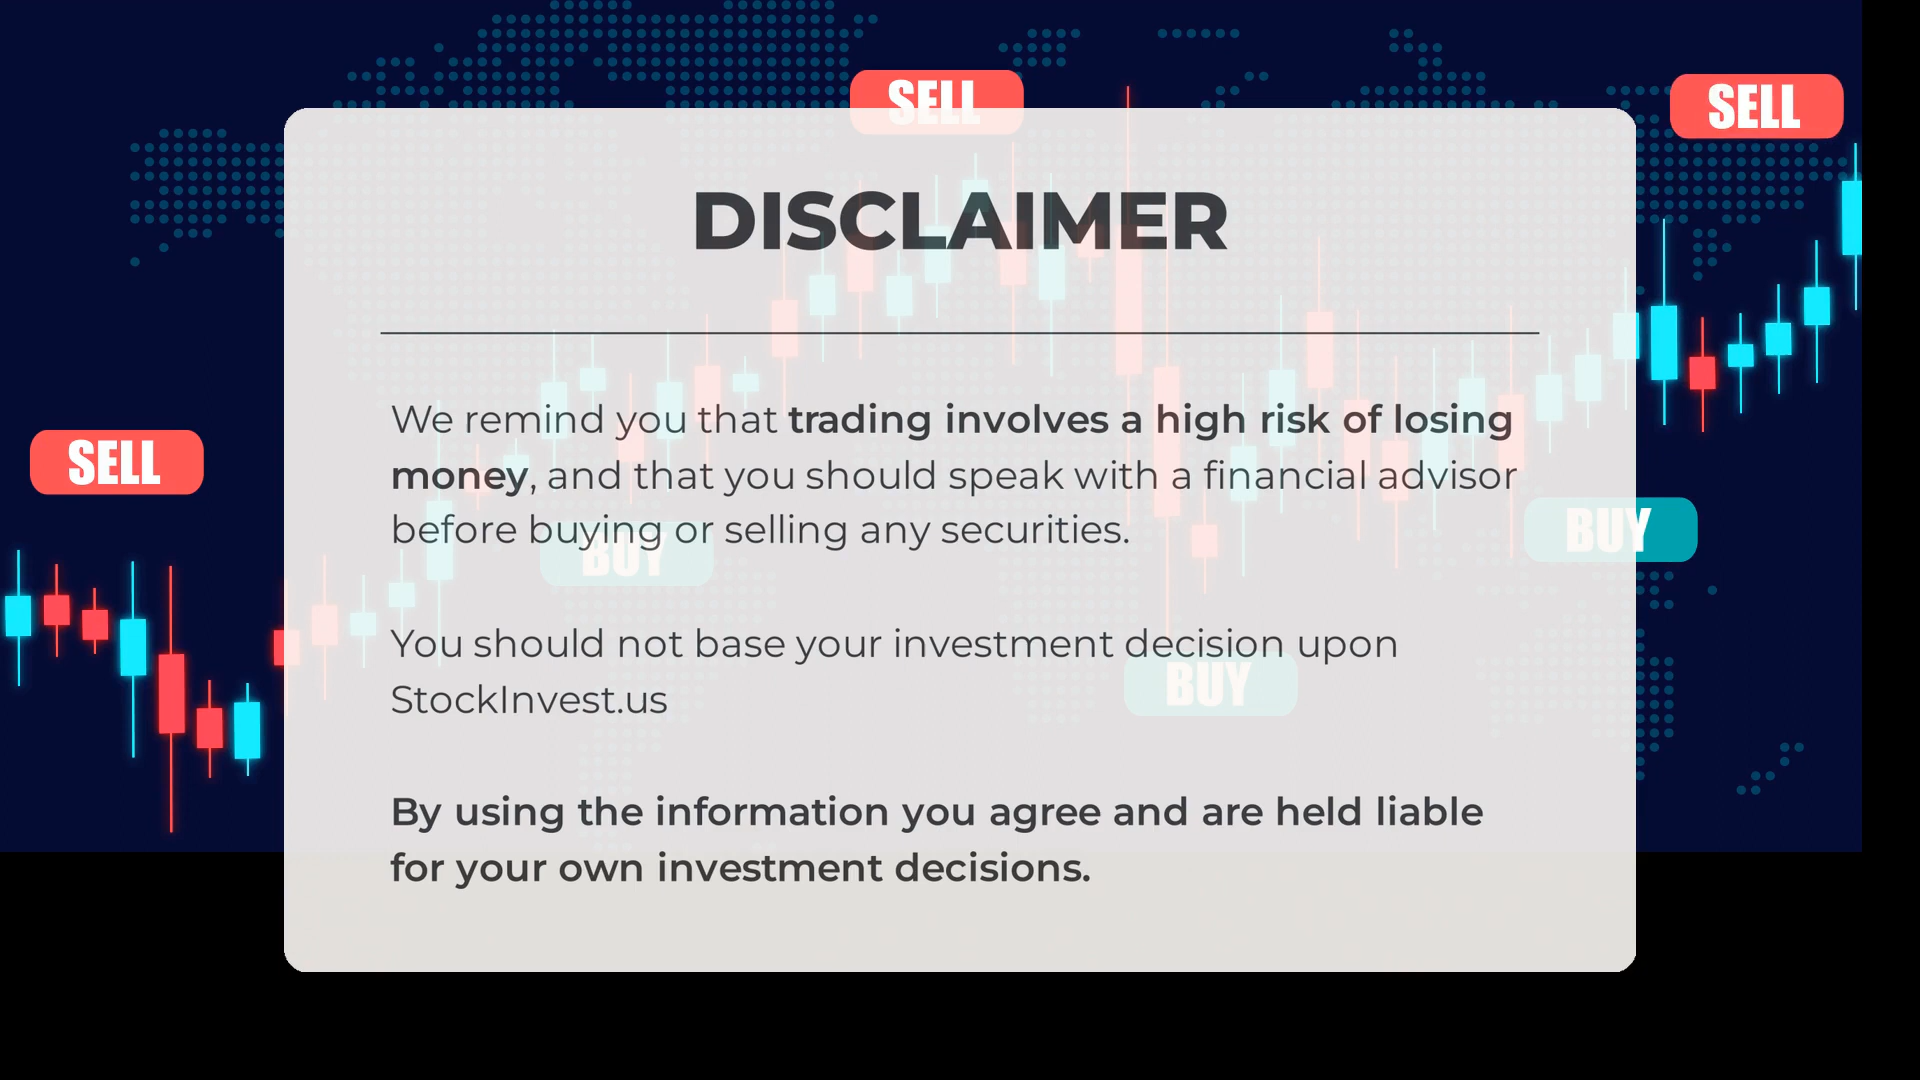 SELL
SELL
DISCLAIMER
We remind you that trading involves a high risk of losing
money, and that you should speak with a financial advisor
before buying or selling any securities.
SELL
BUY
BUY
You should not base your investment decision upon
StockInvest.us
BUY
By using the information you agree and are held liable
for your own investment decisions.